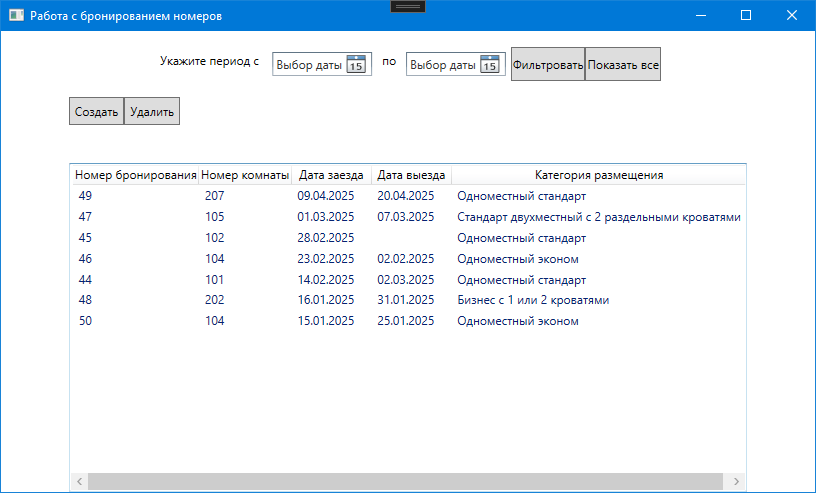 Работа с бронированием номеров
Укажите период с Выбор даты 15 по Выбор даты 15 Фильтровать Показать все
Создать Удалить
Номер бронирования Номер комнаты Дата заезда Дата выезда Категория размещения
49 207 09.04.2025 20.04.2025 Одноместный стандарт
47 105 01.03.2025 07.03.2025 Стандарт двухместный с 2 раздельными кроватями
45 102 28.02.2025 Одноместный стандарт
46 104 23.02.2025 02.02.2025 Одноместный эконом
44 101 14.02.2025 02.03.2025 Одноместный стандарт
48 202 16.01.2025 31.01.2025 Бизнес с 1 или 2 кроватями
50 104 15.01.2025 25.01.2025 Одноместный эконом